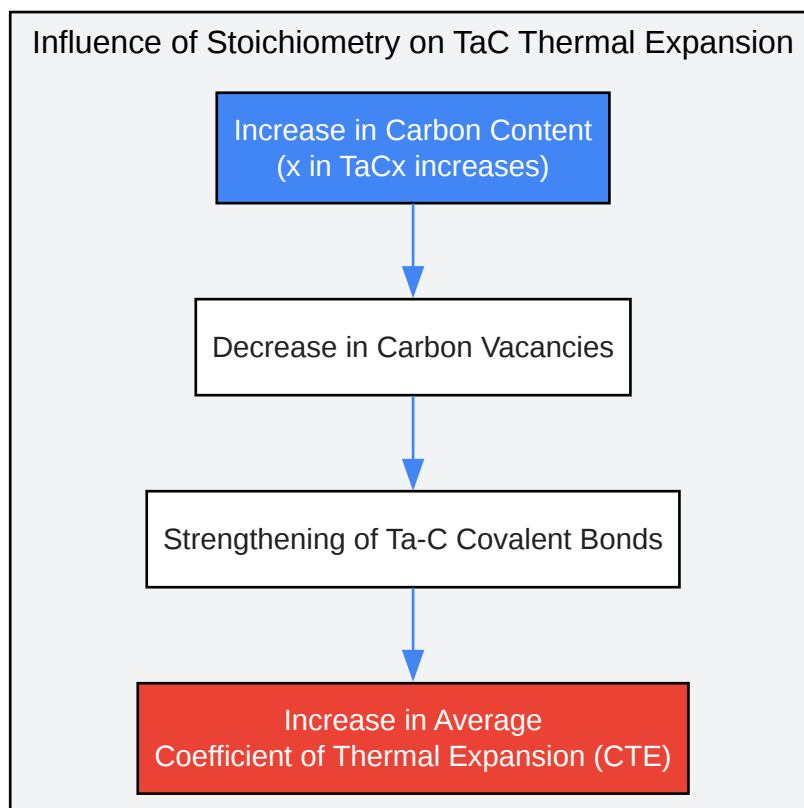 Influence of Stoichiometry on TaC Thermal Expansion
Increase in Carbon Content
(x in TaCx increases)
Decrease in Carbon Vacancies
Strengthening of Ta-C Covalent Bonds
Increase in Average
Coefficient of Thermal Expansion (CTE)